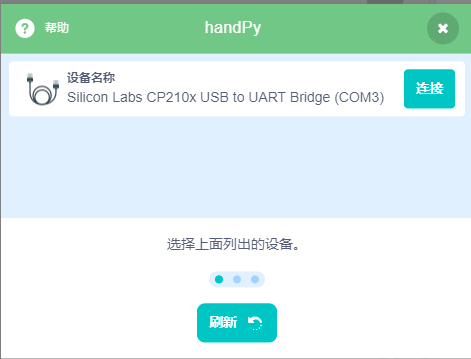 帮助
handPy
设备名称
Silicon Labs CP210x USB to UART Bridge (COM3)
连接
选择上面列出的设备。
刷新